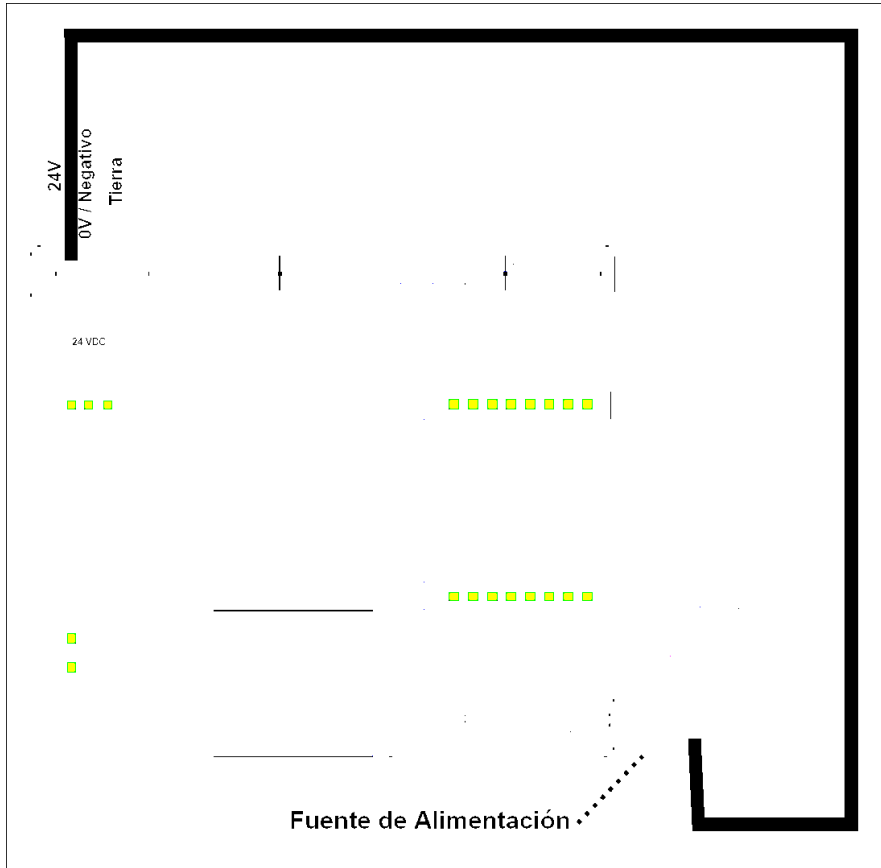 24V
0V / Negativo
Tierra
24 VDC
Fuente de Alimentación